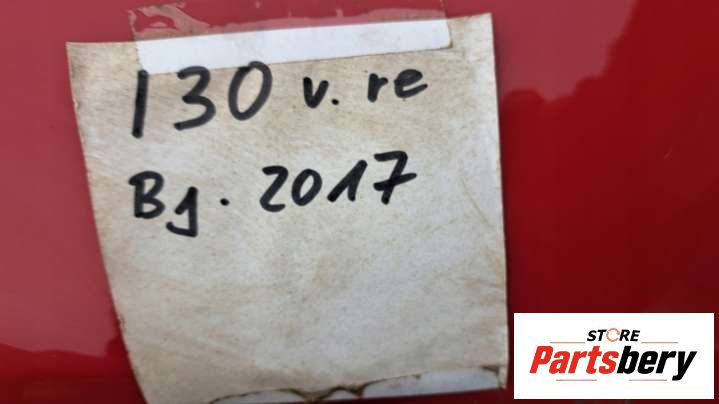 130 v. re
Bj. 2017
STORE
Partsbery